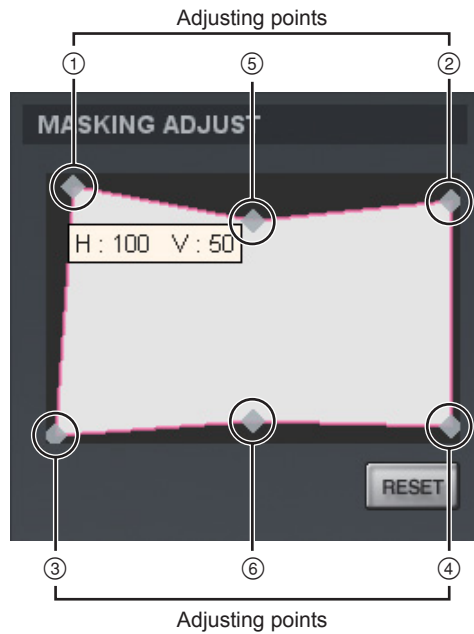 Adjusting points
① ⑤ ②
MASKING ADJUST
H : 100 V : 50
RESET
③ ⑥ ④
Adjusting points